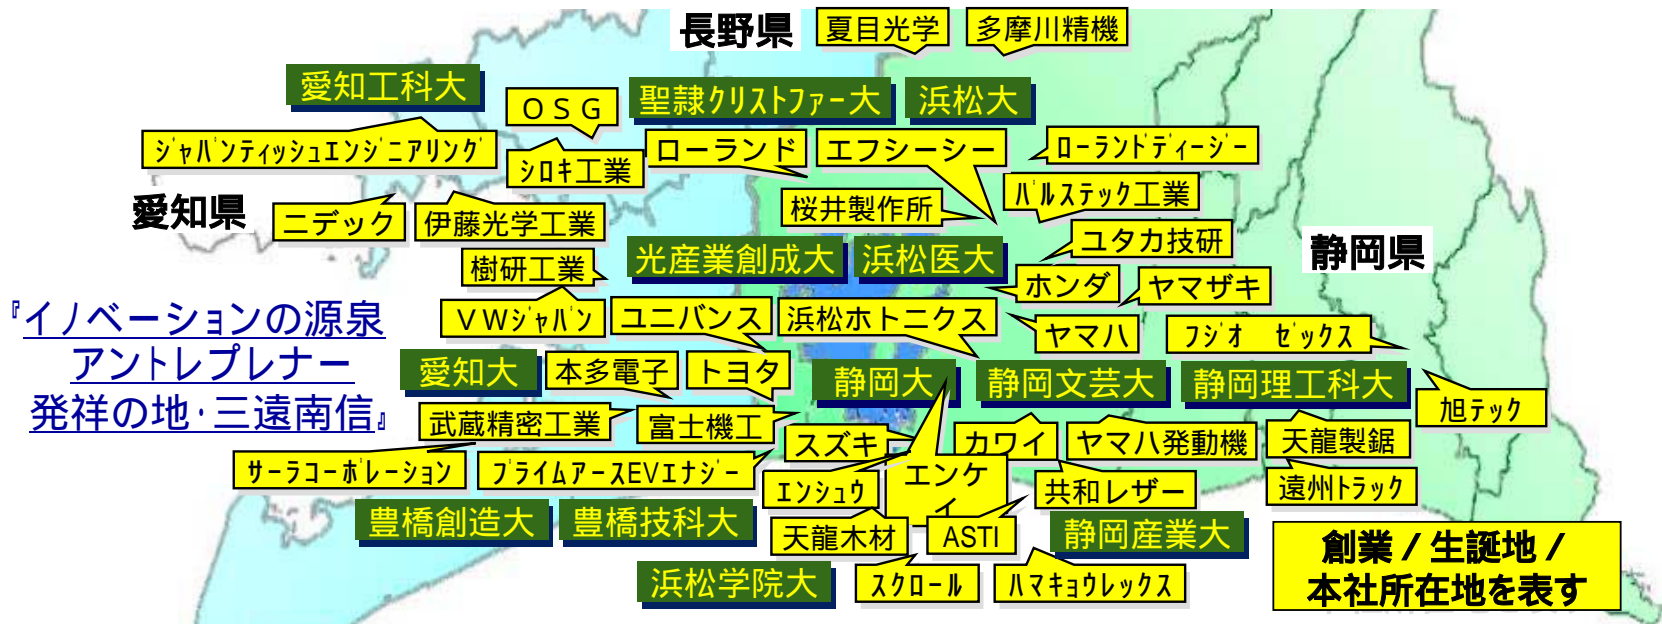 長野県
夏目光学
多摩川精機
愛知工科大
ＯＳＧ
聖隷ｸﾘｽﾄﾌｧｰ大
浜松大
ｼﾞｬﾊﾟﾝﾃｨｯｼｭｴﾝｼﾞﾆｱﾘﾝｸﾞ
ｼﾛｷ工業
ローランド
エフシーシー
ﾛｰﾗﾝﾄﾞﾃﾞｨｰｼﾞｰ
愛知県
ニデック
伊藤光学工業
桜井製作所
ﾊﾟﾙｽﾃｯｸ工業
樹研工業
光産業創成大
浜松医大
ユタカ技研
静岡県
ホンダ
ヤマザキ
『イノベーションの源泉
アントレプレナー
発祥の地･三遠南信』
ＶＷｼﾞｬﾊﾟﾝ
ユニバンス
浜松ホトニクス
ヤマハ
ﾌｼﾞｵ　ｾﾞｯｸｽ
愛知大
本多電子
トヨタ
静岡大
静岡文芸大
静岡理工科大
旭テック
武蔵精密工業
富士機工
スズキ
カワイ
ヤマハ発動機
天龍製鋸
ｻｰﾗｺｰﾎﾟﾚｰｼｮﾝ
ﾌﾟﾗｲﾑｱｰｽEVｴﾅｼﾞｰ
ｴﾝｼｭｳ
エンケ
イ
共和レザー
遠州ﾄﾗｯｸ
豊橋創造大
豊橋技科大
天龍木材
ASTI
静岡産業大
浜松学院大
ｽｸﾛｰﾙ
ﾊﾏｷｮｳﾚｯｸｽ
創業／生誕地／
本社所在地を表す